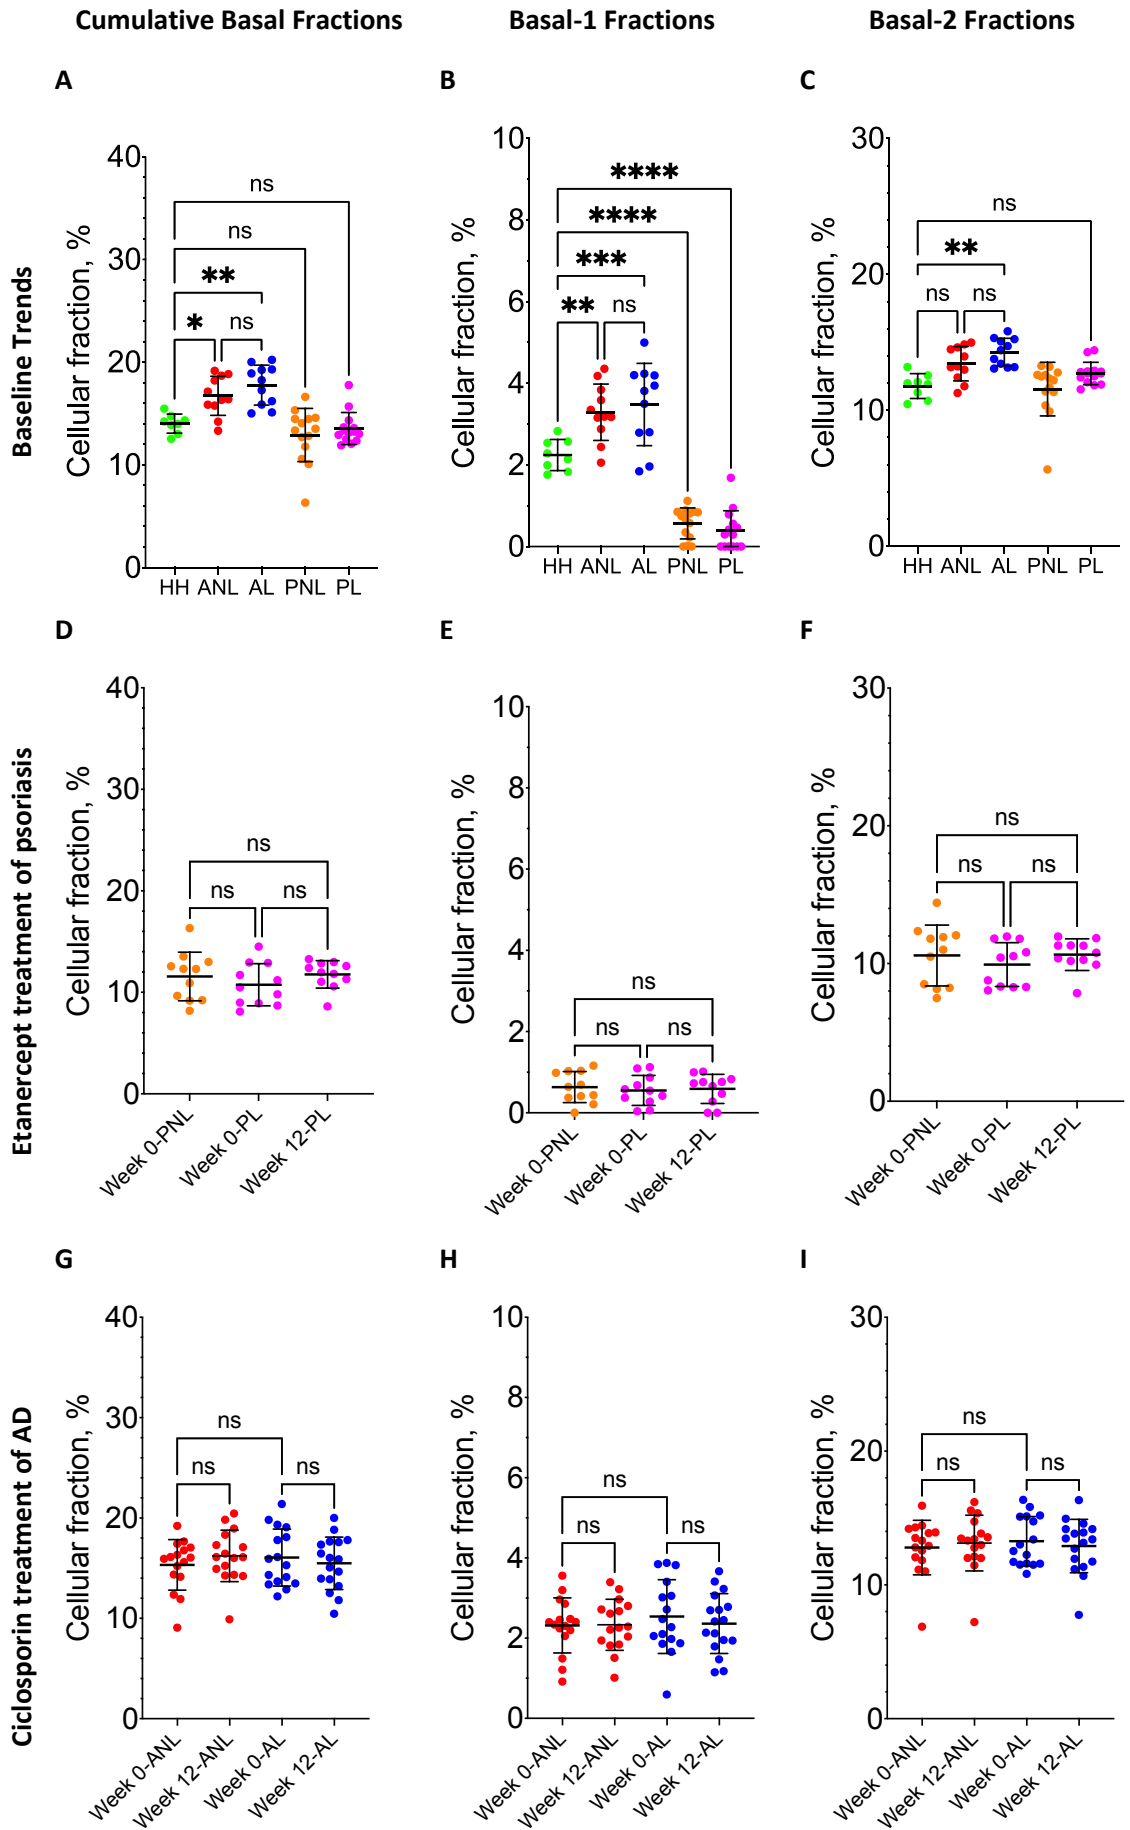 Cumulative Basal Fractions Basal-1 Fractions Basal-2 Fractions
Baseline Trends
A
Cellular fraction, %
40
30
20
10
0
ns
ns
**
* ns
HH ANL AL PNL PL
B
Cellular fraction, %
10
8
6
4
2
0
****
****
***
** ns
HH ANL AL PNL PL
C
Cellular fraction, %
30
20
10
0
ns
**
ns ns
HH ANL AL PNL PL
Etanercept treatment of psoriasis
D
Cellular fraction, %
40
30
20
10
0
ns
ns ns
Week 0-PNL
Week 0-PL
Week 12-PL
E
Cellular fraction, %
10
8
6
4
2
0
ns
ns ns
Week 0-PNL
Week 0-PL
Week 12-PL
F
Cellular fraction, %
30
20
10
0
ns
ns ns
Week 0-PNL
Week 0-PL
Week 12-PL
Ciclosporin treatment of AD
G
Cellular fraction, %
40
30
20
10
0
ns
ns ns
Week 0-ANL
Week 12-ANL
Week 0-AL
Week 12-AL
H
Cellular fraction, %
10
8
6
4
2
0
ns
ns ns
Week 0-ANL
Week 12-ANL
Week 0-AL
Week 12-AL
I
Cellular fraction, %
30
20
10
0
ns
ns ns
Week 0-ANL
Week 12-ANL
Week 0-AL
Week 12-AL